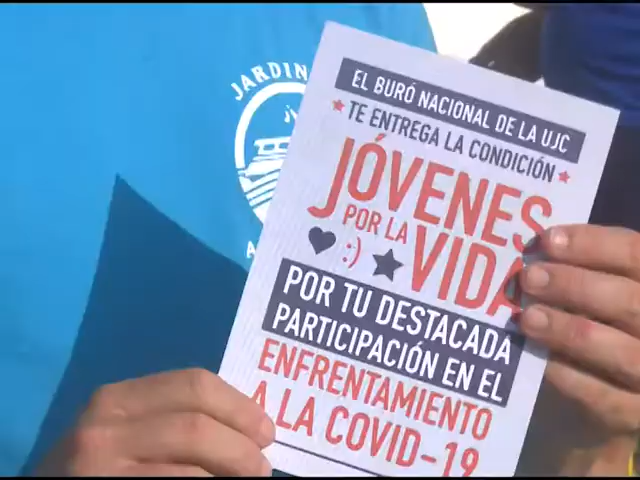 JARDIN
EL BURÓ NACIONAL DE LA UJC
TE ENTREGA LA CONDICIÓN
JÓVENES
POR LA
:) VIDA
POR TU DESTACADA
PARTICIPACIÓN EN EL
ENFRENTAMIENTO
A LA COVID-19